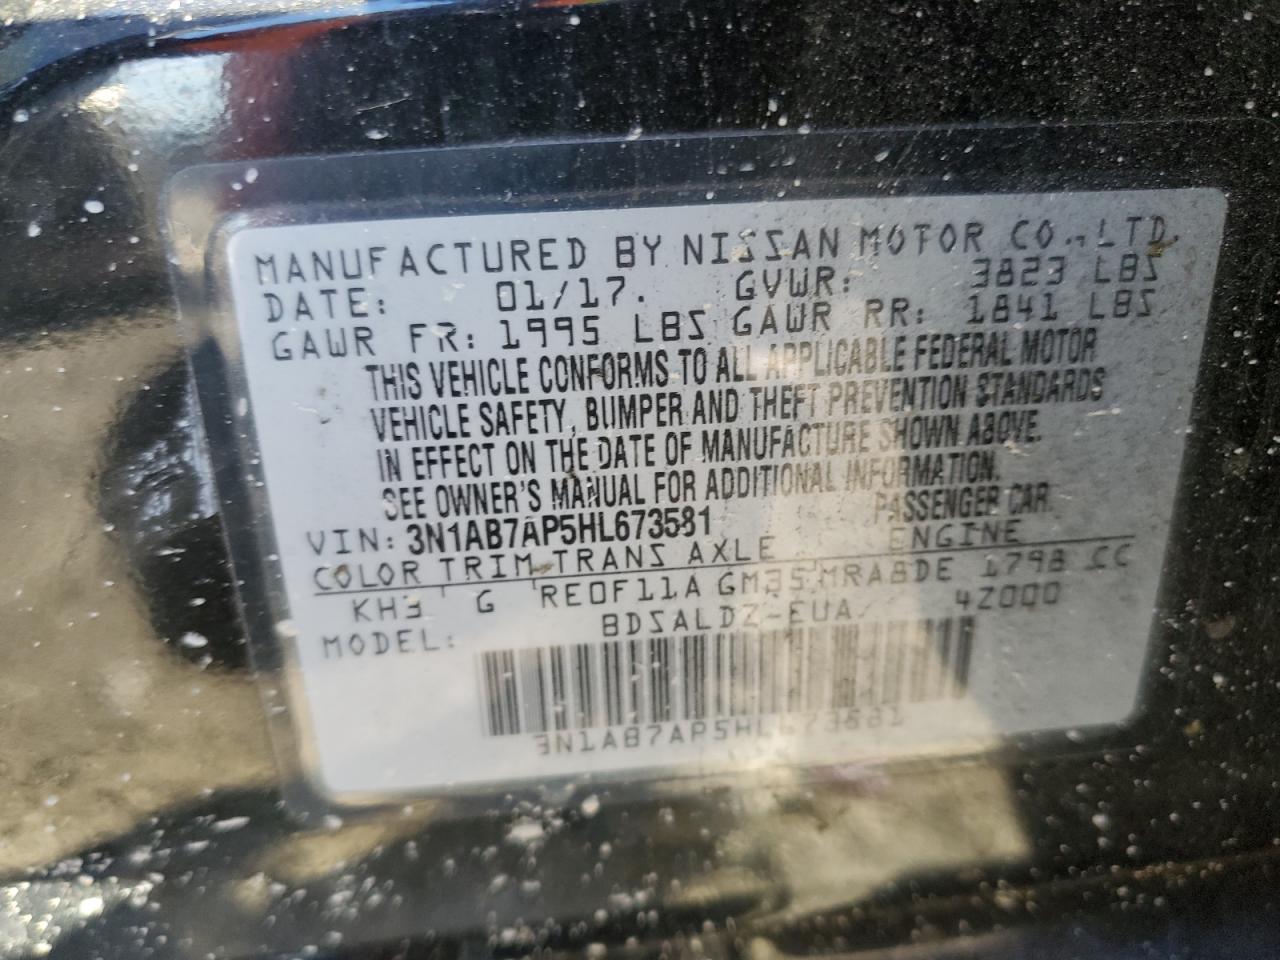 MANUFACTURED BY NISSAN MOTOR CO., LTD.
DATE: 01/17. GVWR: 3823 LBS
GAWR FR: 1995 LBS GAWR RR: 1841 LBS
THIS VEHICLE CONFORMS TO ALL APPLICABLE FEDERAL MOTOR
VEHICLE SAFETY, BUMPER AND THEFT PREVENTION STANDARDS
IN EFFECT ON THE DATE OF MANUFACTURE SHOWN ABOVE.
SEE OWNER'S MANUAL FOR ADDITIONAL INFORMATION.
VIN: 3N1AB7AP5HL673581 PASSENGER CAR
COLOR TRIM TRANS AXLE ENGINE
KH3 G RE0F11A GM35 MRA8DE 1798 CC
MODEL: BDSALDZ-EUA 42000
3N1AB7AP5HL673581